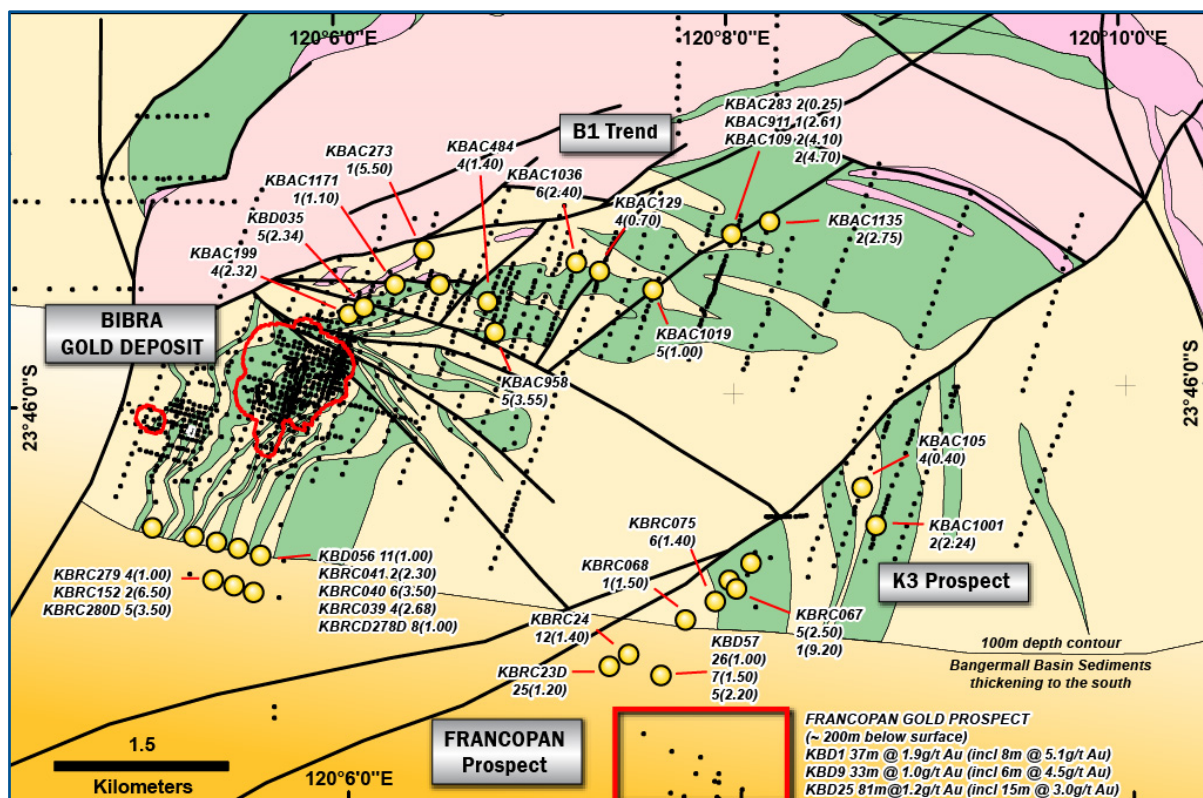 120°6'0"E
120°8'0"E
120°10'0"E
B1 Trend
KBAC283 2(0.25)
KBAC911 1(2.61)
KBAC109 2(4.10)
2(4.70)
KBAC273
1(5.50)
KBAC484
4(1.40)
KBAC1171
1(1.10)
KBAC1036
6(2.40)
KBAC129
4(0.70)
KBD035
5(2.34)
KBAC1135
2(2.75)
KBAC199
4(2.32)
BIBRA
GOLD DEPOSIT
KBAC1019
5(1.00)
KBAC958
5(3.55)
23°46'0"S
23°46'0"S
KBAC105
4(0.40)
KBAC1001
2(2.24)
KBRC075
6(1.40)
KBRC068
1(1.50)
K3 Prospect
KBD056 11(1.00)
KBRC041 2(2.30)
KBRC040 6(3.50)
KBRC039 4(2.68)
KBRCD278D 8(1.00)
KBRC279 4(1.00)
KBRC152 2(6.50)
KBRC280D 5(3.50)
KBRC067
5(2.50)
1(9.20)
KBRC24
12(1.40)
KBD57
26(1.00)
7(1.50)
5(2.20)
KBRC23D
25(1.20)
100m depth contour
Bangermall Basin Sediments
thickening to the south
FRANCOPAN
Prospect
FRANCOPAN GOLD PROSPECT
(~ 200m below surface)
KBD1 37m @ 1.9g/t Au (incl 8m @ 5.1g/t Au)
KBD9 33m @ 1.0g/t Au (incl 6m @ 4.5g/t Au)
KBD25 81m@1.2g/t Au (incl 15m @ 3.0g/t Au)
1.5
Kilometers
120°6'0"E